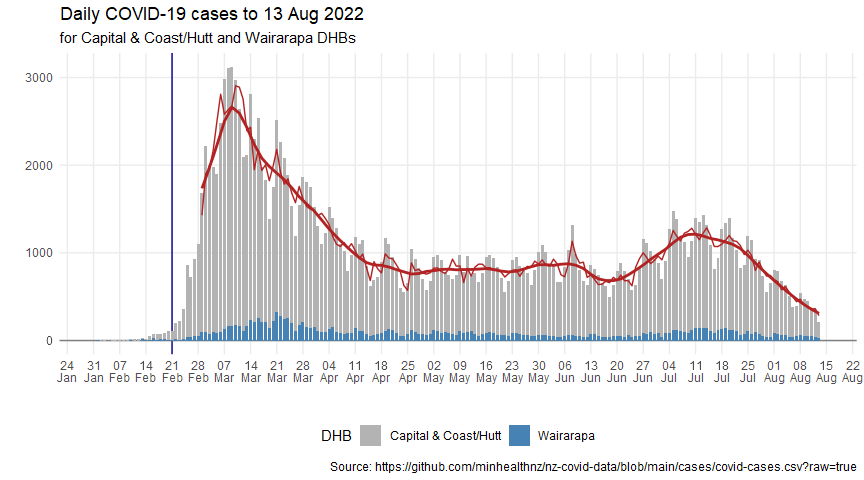 Daily COVID-19 cases to 13 Aug 2022
for Capital & Coast/Hutt and Wairarapa DHBs
3000
2000
1000
0
24 31 07 14 21 28 07 14 21 28 04 11 18 25 02 09 16 23 30 06 13 20 27 04 11 18 25 01 08 15 22
Jan Jan Feb Feb Feb Feb Mar Mar Mar Mar Apr Apr Apr Apr May May May May May Jun Jun Jun Jun Jul Jul Jul Jul Aug Aug Aug Aug
DHB Capital & Coast/Hutt Wairarapa
Source: https://github.com/minhealthnz/nz-covid-data/blob/main/cases/covid-cases.csv?raw=true